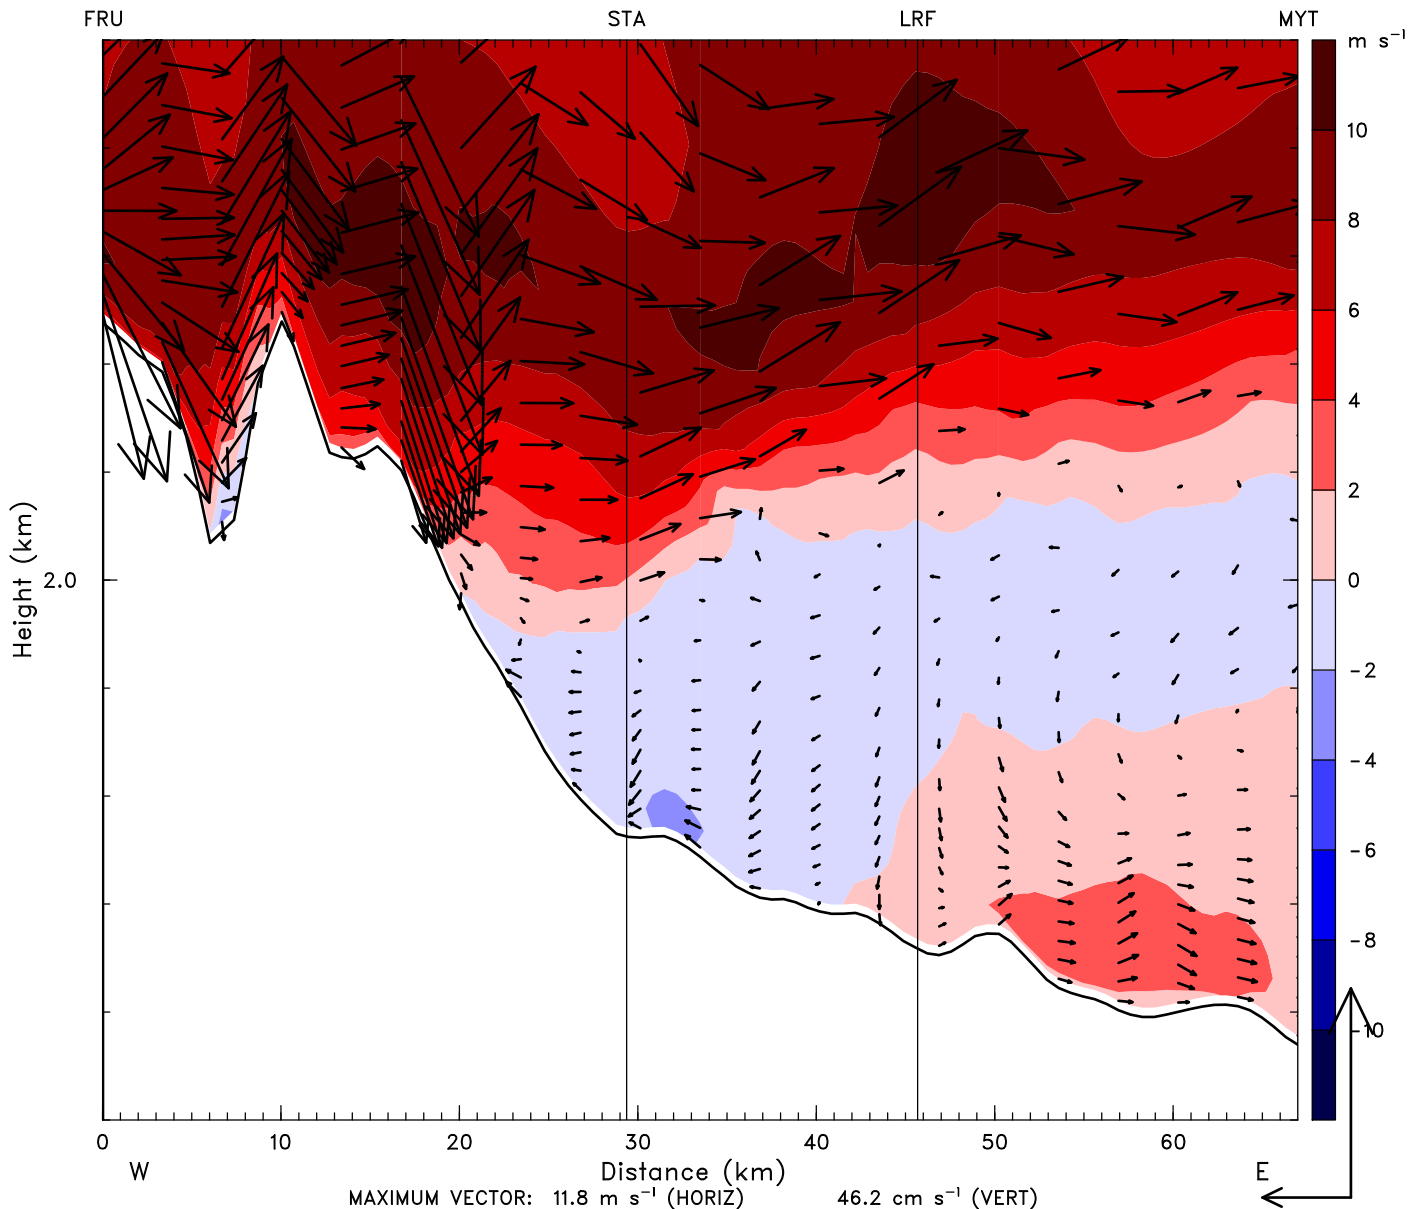 FRU STA LRF MYT
m s⁻¹
10
8
6
4
2
0
-2
-4
-6
-8
-10
Height (km)
2.0
0 10 20 30 40 50 60
W Distance (km) E
MAXIMUM VECTOR: 11.8 m s⁻¹ (HORIZ) 46.2 cm s⁻¹ (VERT)